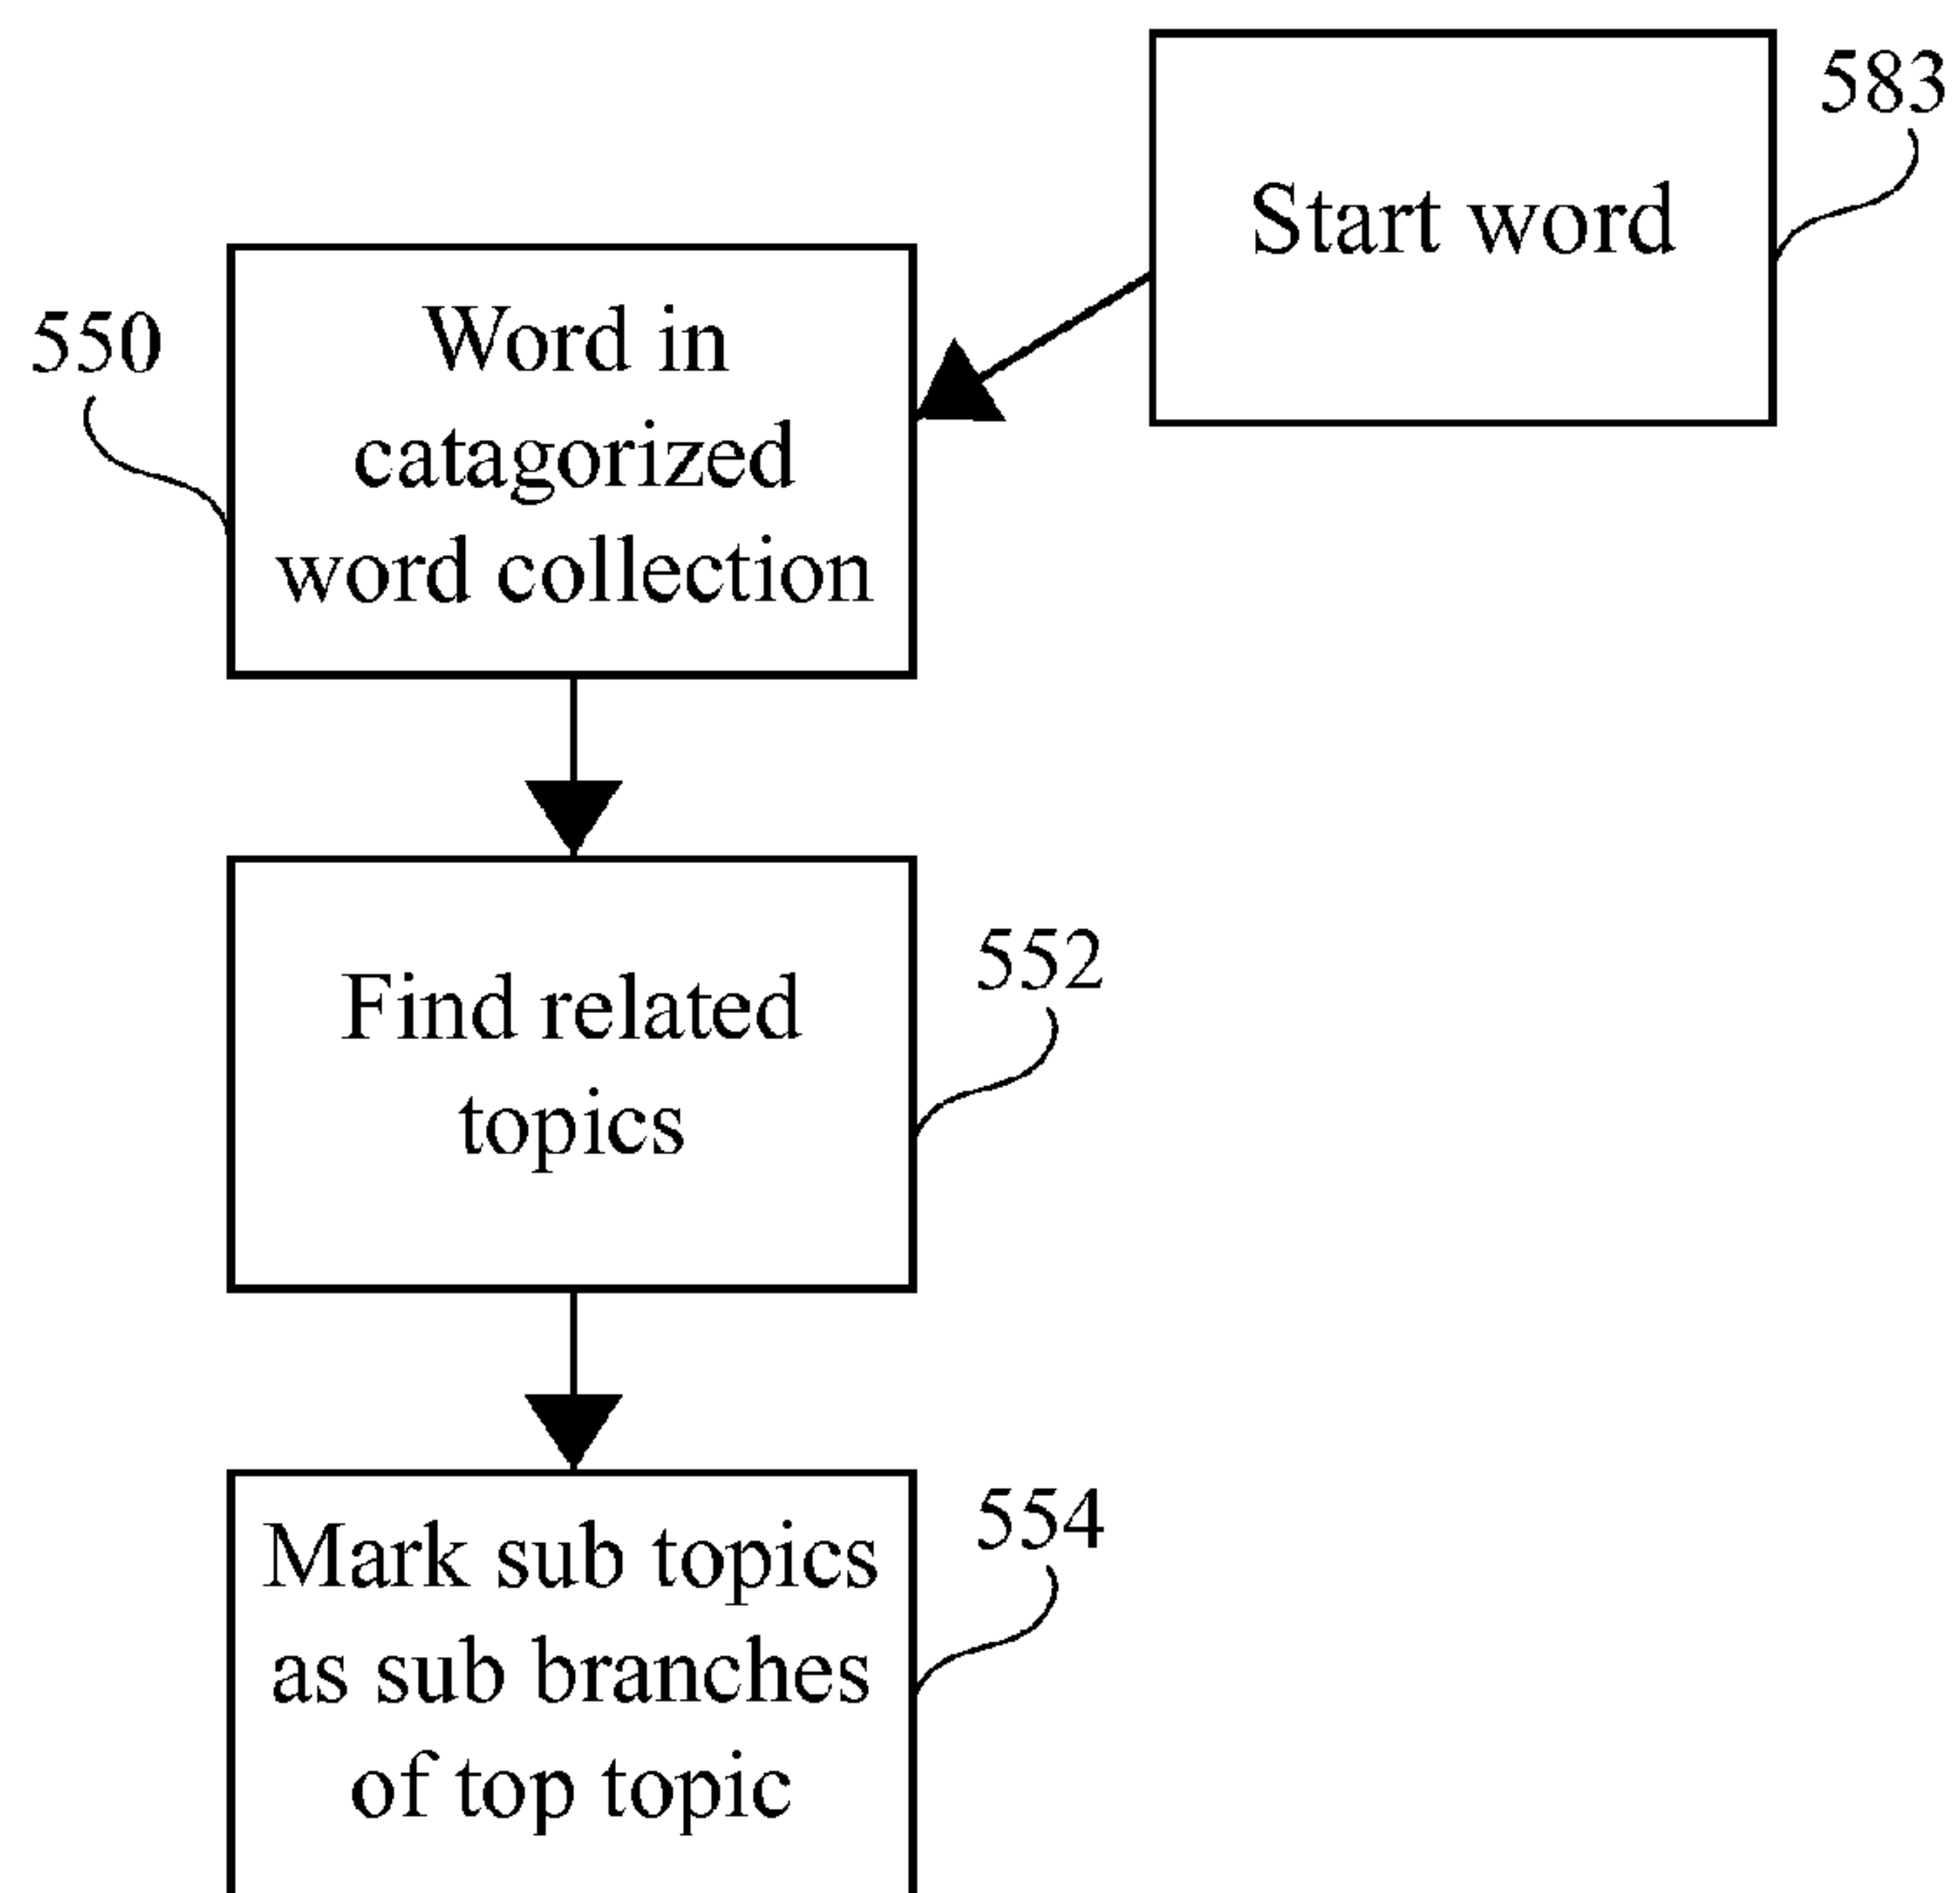 583
Start word
550
Word in
catagorized
word collection
552
Find related
topics
554
Mark sub topics
as sub branches
of top topic